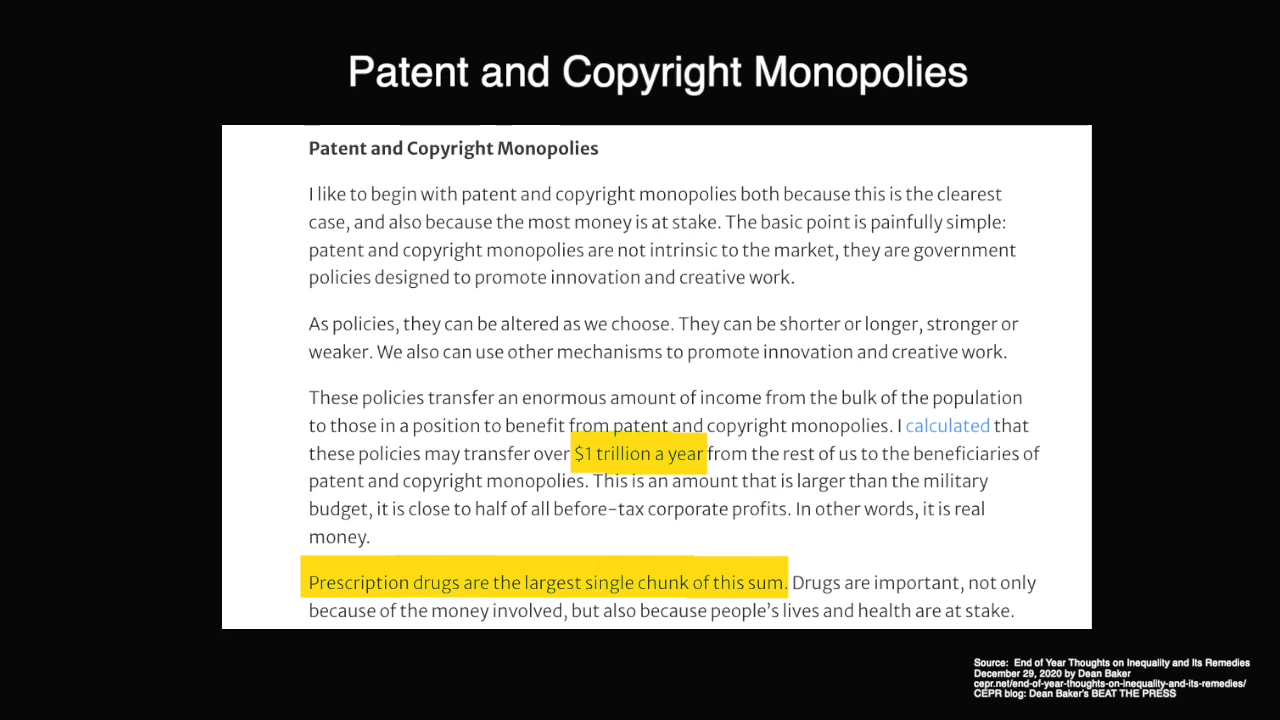 Patent and Copyright Monopolies
Patent and Copyright Monopolies
I like to begin with patent and copyright monopolies both because this is the clearest
case, and also because the most money is at stake. The basic point is painfully simple:
patent and copyright monopolies are not intrinsic to the market, they are government
policies designed to promote innovation and creative work.
As policies, they can be altered as we choose. They can be shorter or longer, stronger or
weaker. We also can use other mechanisms to promote innovation and creative work.
These policies transfer an enormous amount of income from the bulk of the population
to those in a position to benefit from patent and copyright monopolies. I calculated that
these policies may transfer over $1 trillion a year from the rest of us to the beneficiaries of
patent and copyright monopolies. This is an amount that is larger than the military
budget, it is close to half of all before-tax corporate profits. In other words, it is real
money.
Prescription drugs are the largest single chunk of this sum. Drugs are important, not only
because of the money involved, but also because people’s lives and health are at stake.
Source: End of Year Thoughts on Inequality and Its Remedies
December 29, 2020 by Dean Baker
cepr.net/end-of-year-thoughts-on-inequality-and-its-remedies/
CEPR blog: Dean Baker's BEAT THE PRESS